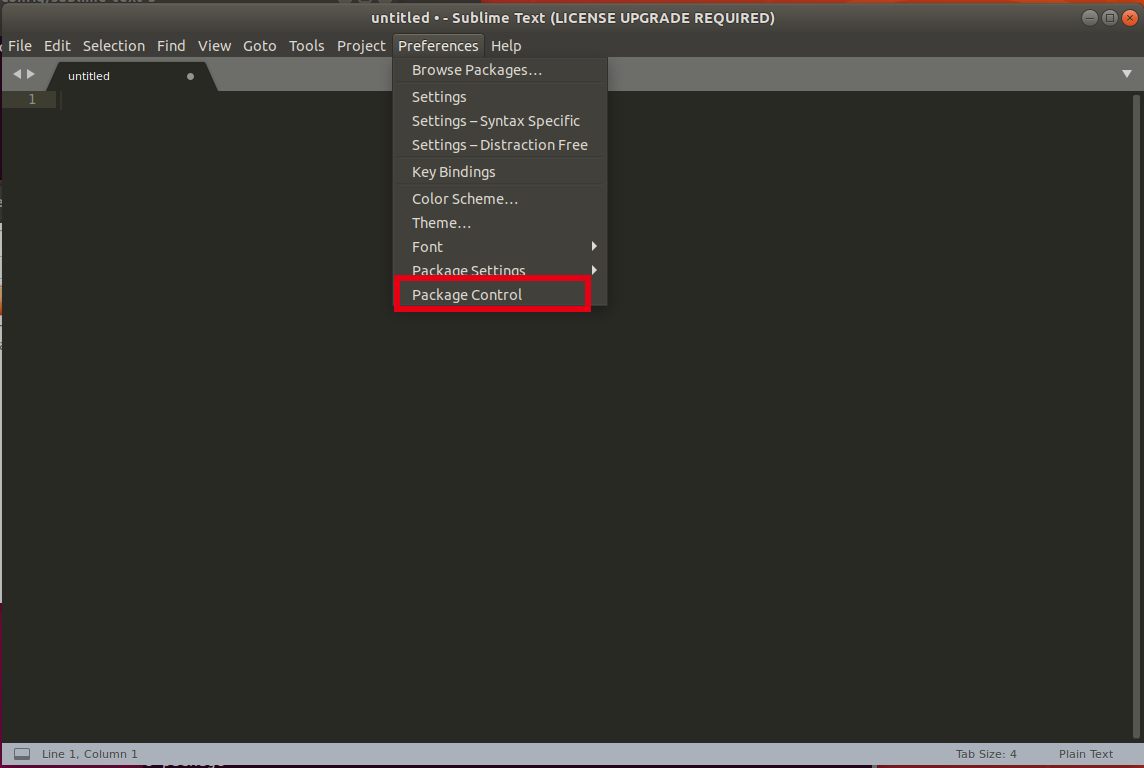 untitled • - Sublime Text (LICENSE UPGRADE REQUIRED)
File Edit Selection Find View Goto Tools Project Preferences Help
untitled
1
Browse Packages…
Settings
Settings – Syntax Specific
Settings – Distraction Free
Key Bindings
Color Scheme…
Theme…
Font
Package Settings
Package Control
Line 1, Column 1 Tab Size: 4 Plain Text